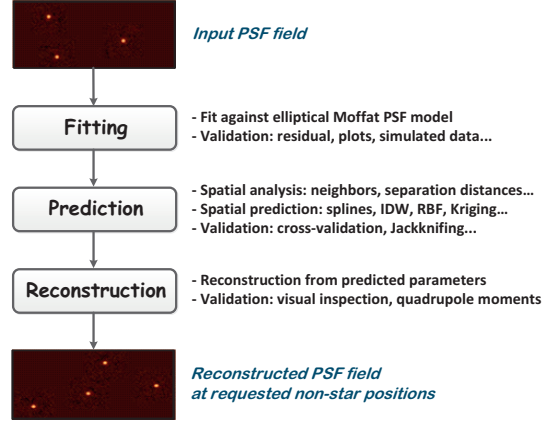 Input PSF field
Fitting
- Fit against elliptical Moffat PSF model
- Validation: residual, plots, simulated data...
Prediction
- Spatial analysis: neighbors, separation distances...
- Spatial prediction: splines, IDW, RBF, Kriging...
- Validation: cross-validation, Jackknifing...
Reconstruction
- Reconstruction from predicted parameters
- Validation: visual inspection, quadrupole moments
Reconstructed PSF field
at requested non-star positions